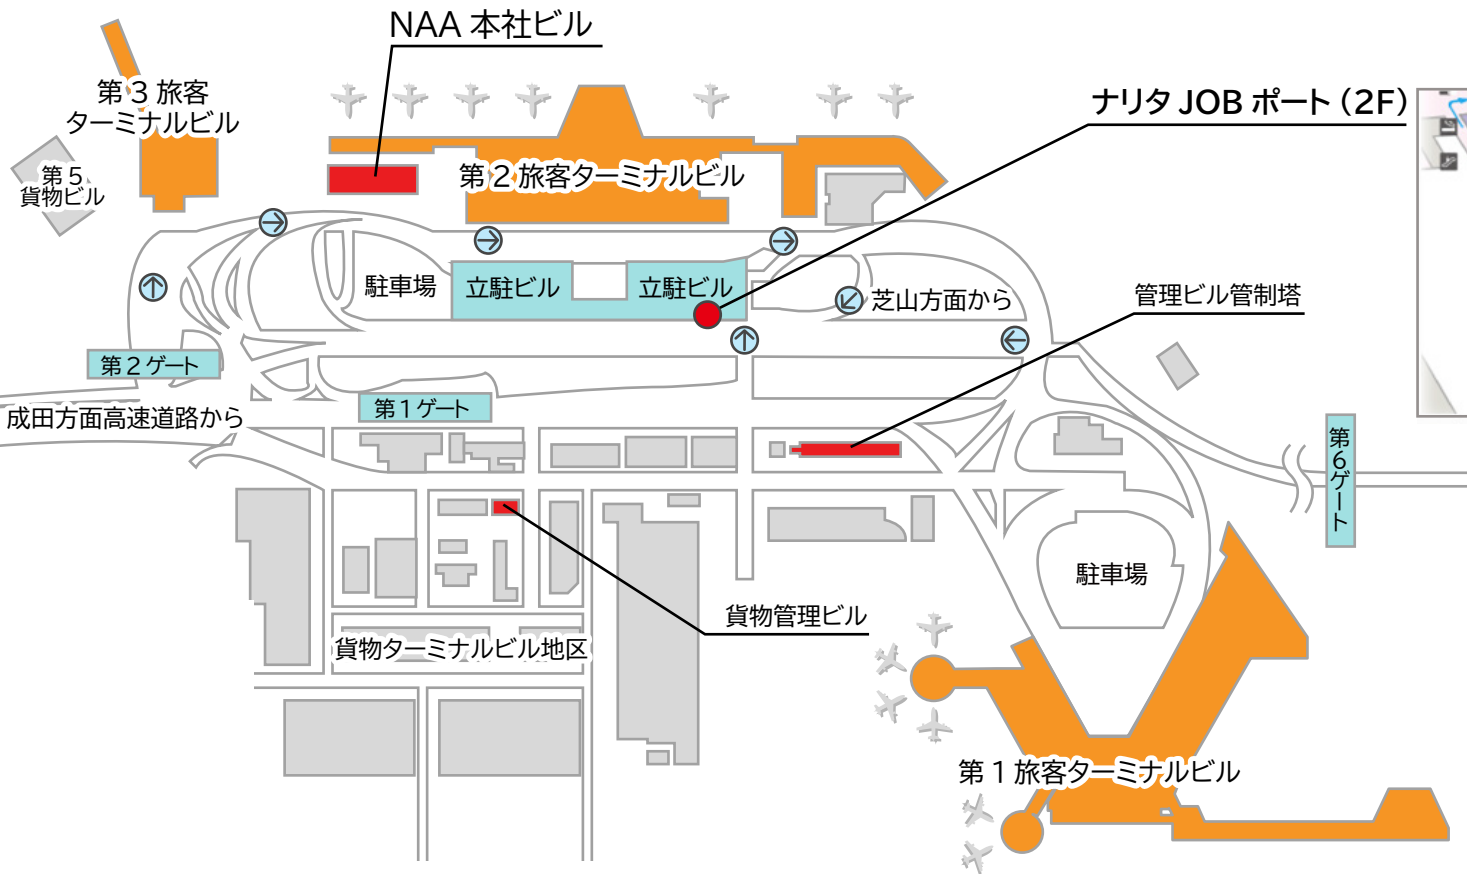 NAA 本社ビル
第 3 旅客
ターミナルビル
ナリタ JOB ポート（2F）
第 5
貨物ビル
第 2 旅客ターミナルビル
駐車場
立駐ビル
立駐ビル
芝山方面から
管理ビル管制塔
第 2 ゲート
第 1 ゲート
成田方面高速道路から
第6ゲート
駐車場
貨物管理ビル
貨物ターミナルビル地区
第 1 旅客ターミナルビル